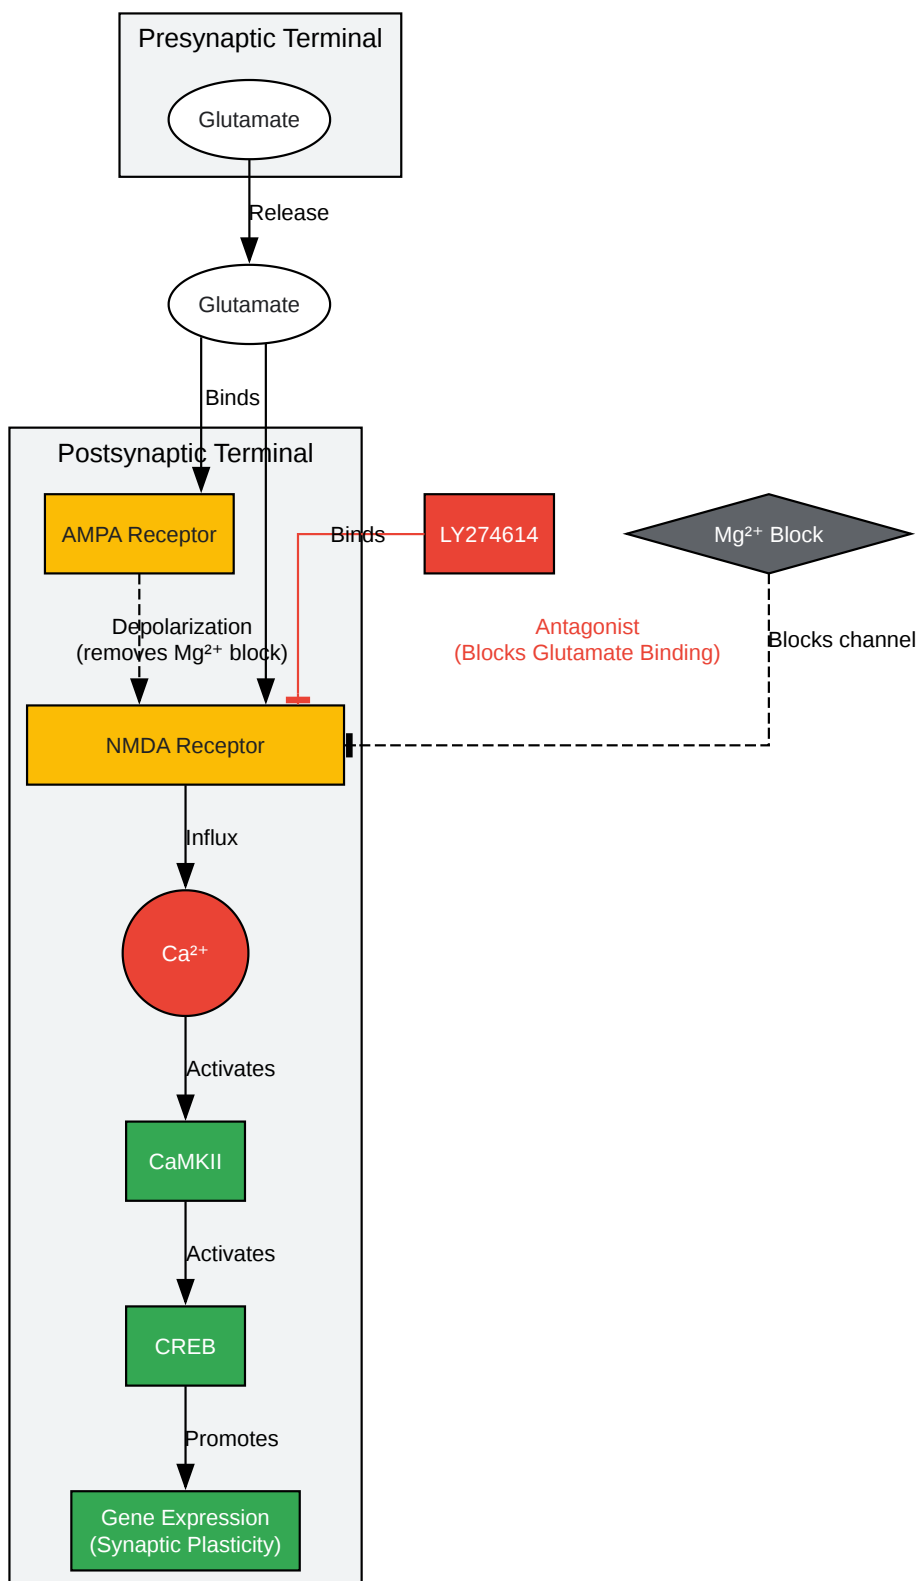 Presynaptic Terminal
Glutamate
Release
Glutamate
Binds
Postsynaptic Terminal
AMPA Receptor
Binds
LY274614
Mg²⁺ Block
Depolarization
(removes Mg²⁺ block)
Antagonist
(Blocks Glutamate Binding)
Blocks channel
NMDA Receptor
Influx
Ca²⁺
Activates
CaMKII
Activates
CREB
Promotes
Gene Expression
(Synaptic Plasticity)